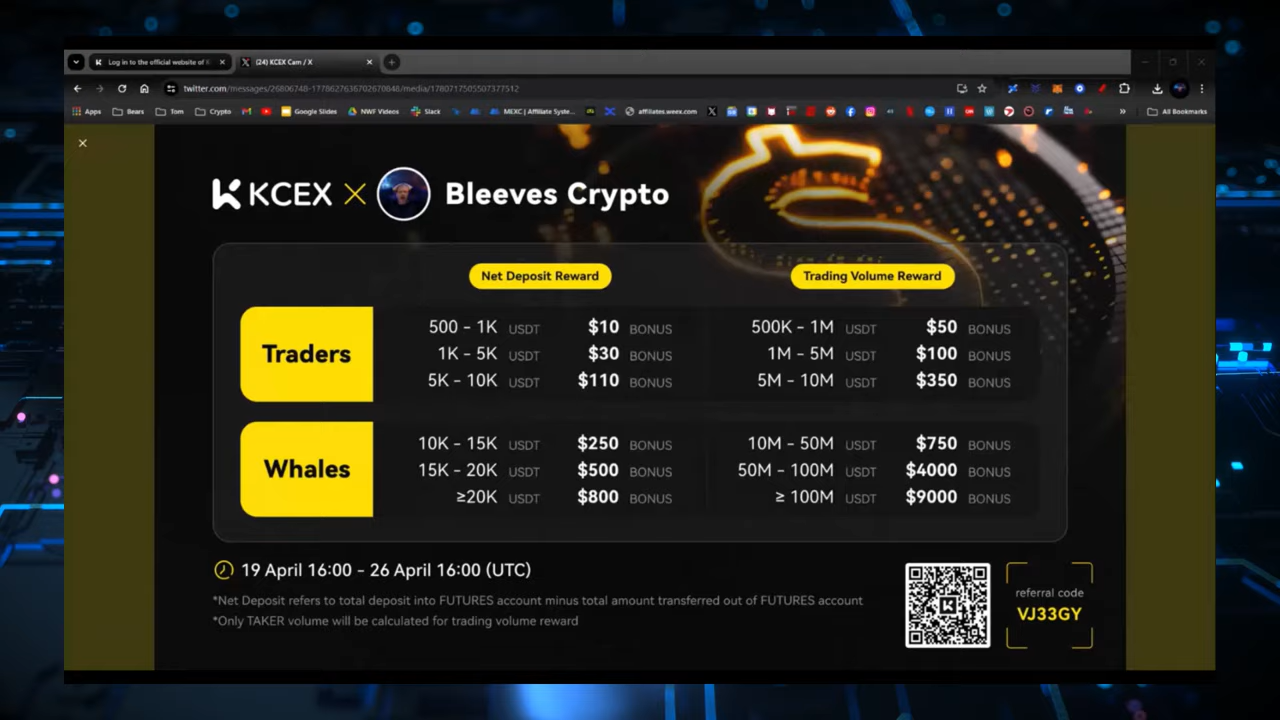 Log in to the official website of K
(24) KCEX Cam / X
twitter.com/messages/26806748-1778627636702670848/media/1780717505507377512
Apps Bears Tom Crypto Google Slides NWF Videos Slack MEXC | Affiliate Syste... affiliates.weex.com » All Bookmarks
KCEX X Bleeves Crypto
Net Deposit Reward Trading Volume Reward
Traders
500 - 1K USDT $10 BONUS 500K - 1M USDT $50 BONUS
1K - 5K USDT $30 BONUS 1M - 5M USDT $100 BONUS
5K - 10K USDT $110 BONUS 5M - 10M USDT $350 BONUS
Whales
10K - 15K USDT $250 BONUS 10M - 50M USDT $750 BONUS
15K - 20K USDT $500 BONUS 50M - 100M USDT $4000 BONUS
≥20K USDT $800 BONUS ≥ 100M USDT $9000 BONUS
19 April 16:00 - 26 April 16:00 (UTC)
*Net Deposit refers to total deposit into FUTURES account minus total amount transferred out of FUTURES account
*Only TAKER volume will be calculated for trading volume reward
referral code
VJ33GY